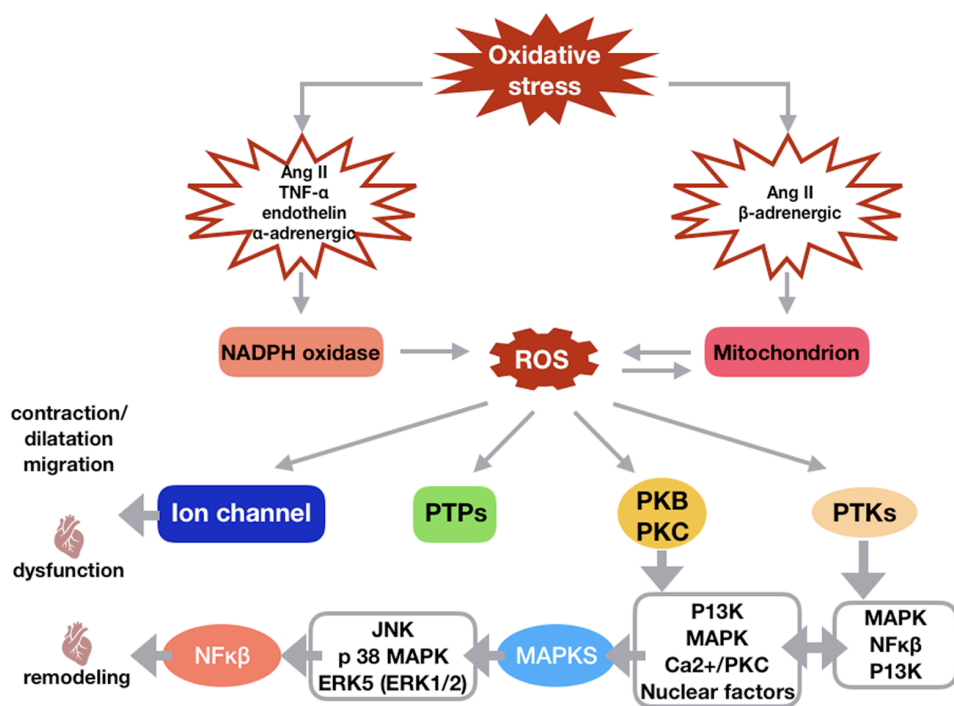 Oxidative
stress
Ang II
TNF-α
endothelin
α-adrenergic
Ang II
β-adrenergic
NADPH oxidase
ROS
Mitochondrion
contraction/
dilatation
migration
Ion channel
PTPs
PKB
PKC
PTKs
dysfunction
P13K
MAPK
Ca2+/PKC
Nuclear factors
MAPK
NFκβ
P13K
JNK
p 38 MAPK
ERK5 (ERK1/2)
MAPKS
NFκβ
remodeling